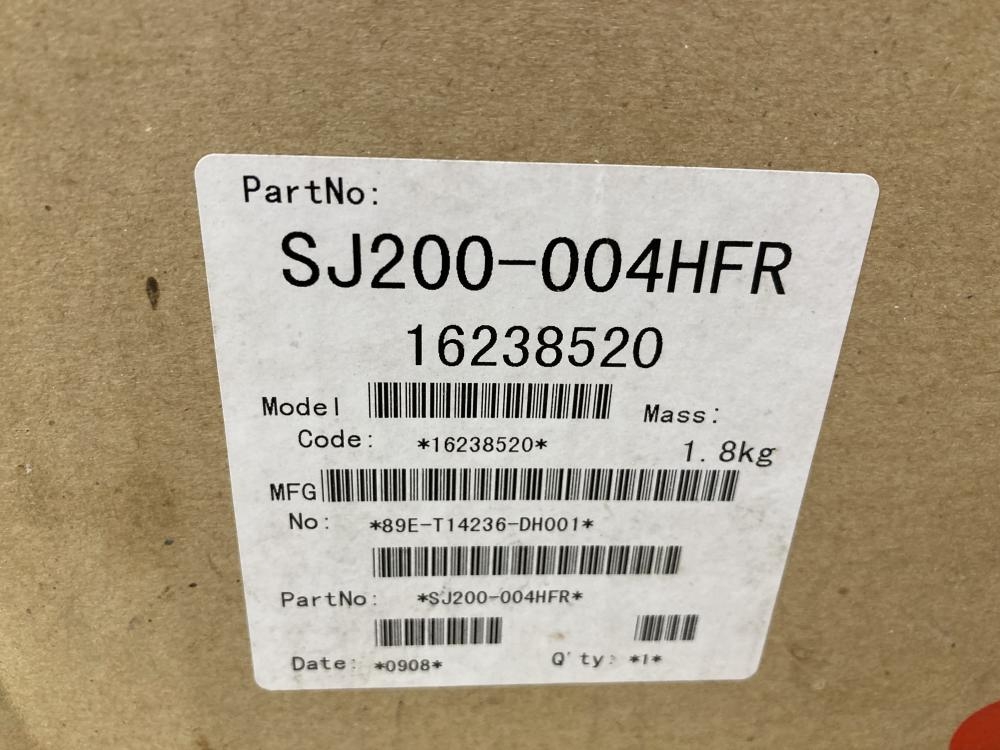 PartNo:
SJ200-004HFR
16238520
Model
Code:
*16238520*
Mass:
1.8kg
MFG
No:
*89E-T14236-DH001*
PartNo:
*SJ200-004HFR*
Date: *0908*
Q'ty: *1*